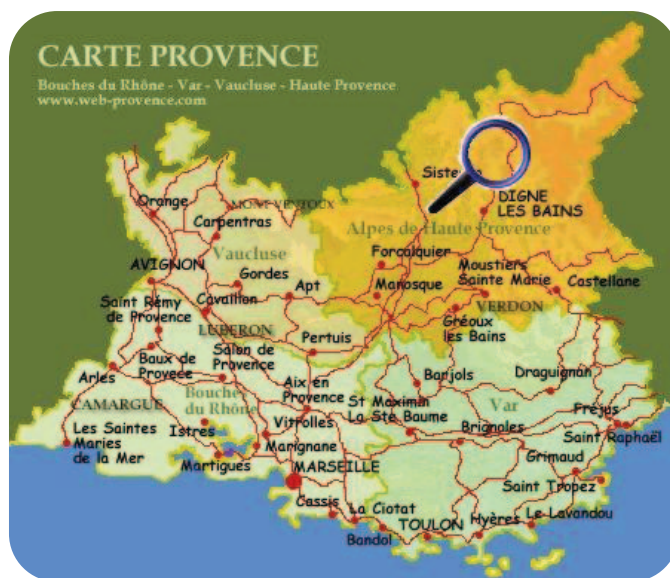 CARTE PROVENCE
Bouches du Rhône - Var - Vaucluse - Haute Provence
www.web-provence.com
Orange
MONT VENTOUX
Carpentras
Vaucluse
DIGNE
LES BAINS
Alpes de Haute Provence
Forcalquier
AVIGNON
Gordes
Apt
Manosque
Moustiers
Sainte Marie
Castellane
Saint Rémy
de Provence
Cavaillon
LUBERON
Pertuis
VERDON
Gréoux
les Bains
Baux de
Provece
Salon de
Provence
Arles
Aix en
Provence
Barjols
Draguignan
CAMARGUE
Bouches
du Rhône
St Maximin
La Ste Baume
Var
Fréjus
Les Saintes
Maries
de la Mer
Istres
Vitrolles
Brignoles
Saint Raphaël
Martigues
Marignane
MARSEILLE
Grimaud
Saint Tropez
Cassis
La Ciotat
Bandol
TOULON
Hyères
Le Lavandou